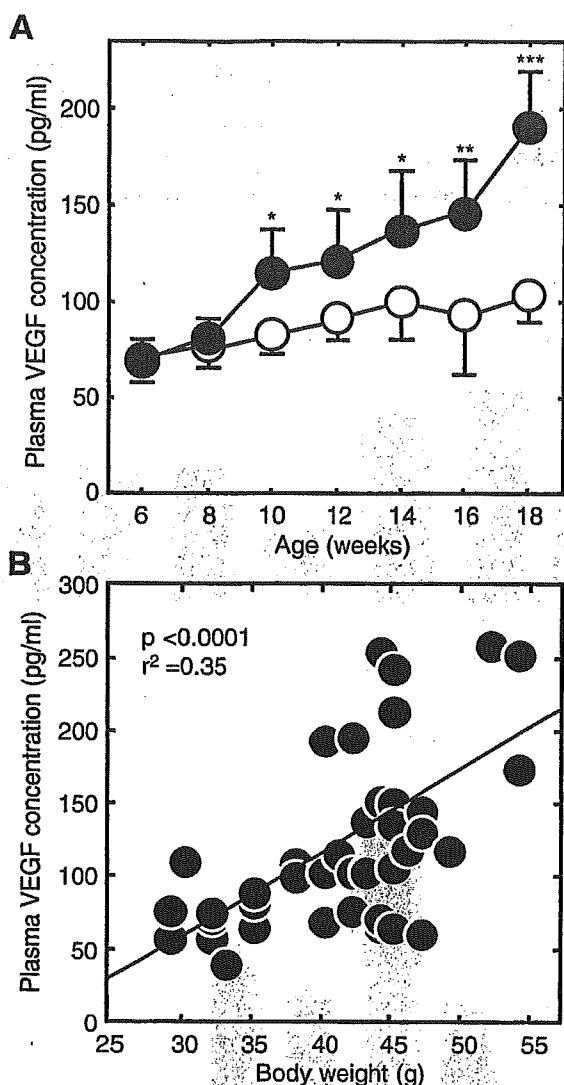 A
Plasma VEGF concentration (pg/ml)
200
150
100
50
0
*
*
*
**
***
6 8 10 12 14 16 18
Age (weeks)
B
Plasma VEGF concentration (pg/ml)
300
250
200
150
100
50
0
p <0.0001
r² =0.35
25 30 35 40 45 50 55
Body weight (g)